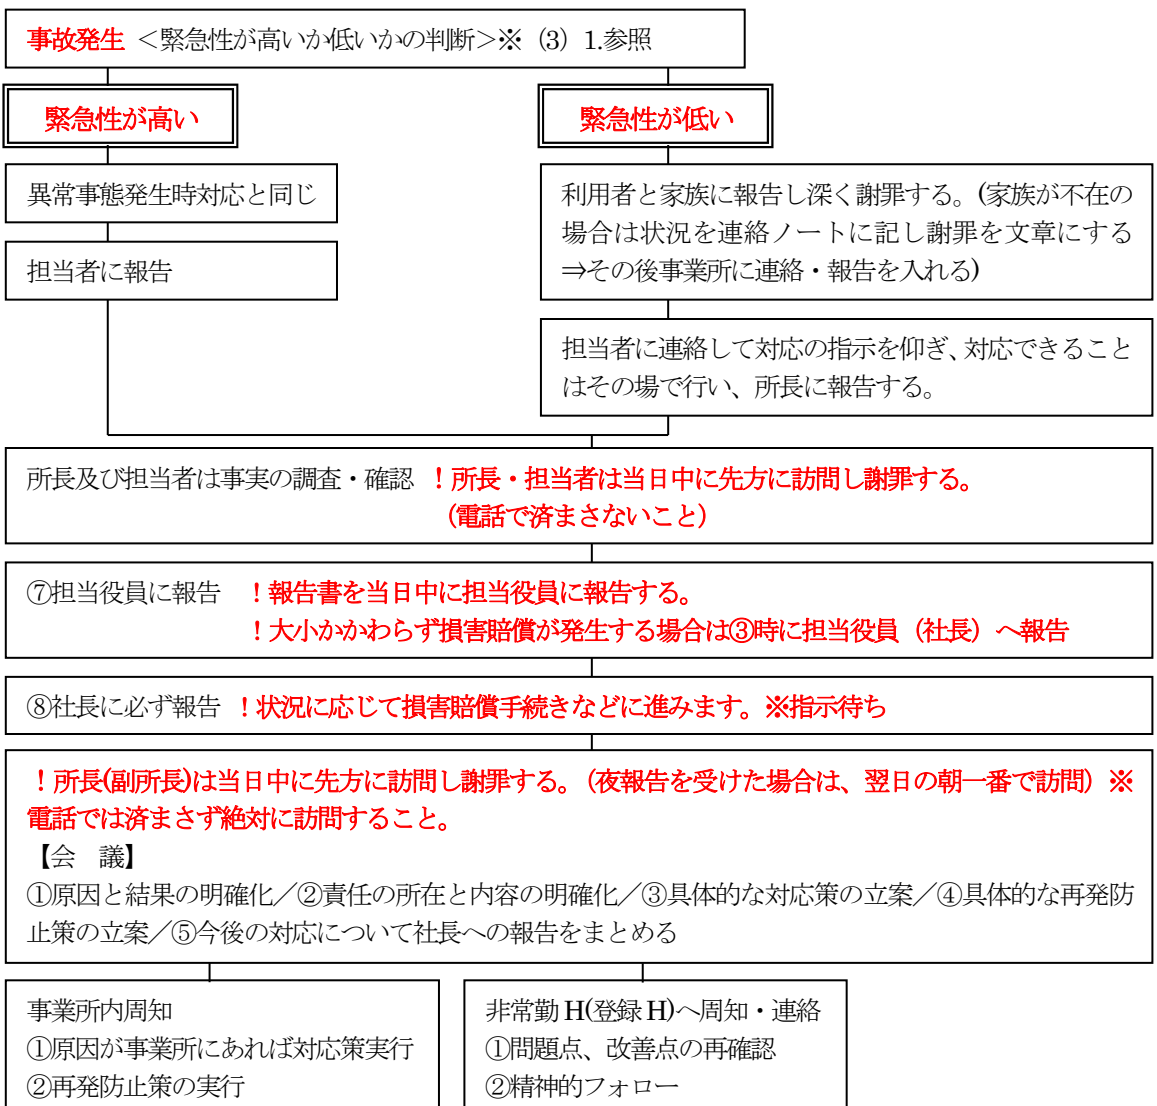 事故発生 ＜緊急性が高いか低いかの判断＞※（3）1.参照
緊急性が高い
緊急性が低い
異常事態発生時対応と同じ
担当者に報告
利用者と家族に報告し深く謝罪する。(家族が不在の
場合は状況を連絡ノートに記し謝罪を文章にする
⇒その後事業所に連絡・報告を入れる)
担当者に連絡して対応の指示を仰ぎ、対応できること
はその場で行い、所長に報告する。
所長及び担当者は事実の調査・確認 ！所長・担当者は当日中に先方に訪問し謝罪する。
（電話で済まさないこと）
⑦担当役員に報告 ！報告書を当日中に担当役員に報告する。
！大小かかわらず損害賠償が発生する場合は③時に担当役員（社長）へ報告
⑧社長に必ず報告 ！状況に応じて損害賠償手続きなどに進みます。※指示待ち
！所長(副所長)は当日中に先方に訪問し謝罪する。（夜報告を受けた場合は、翌日の朝一番で訪問）※
電話では済まさず絶対に訪問すること。
【会　議】
①原因と結果の明確化／②責任の所在と内容の明確化／③具体的な対応策の立案／④具体的な再発防
止策の立案／⑤今後の対応について社長への報告をまとめる
事業所内周知
①原因が事業所にあれば対応策実行
②再発防止策の実行
非常勤 H(登録 H)へ周知・連絡
①問題点、改善点の再確認
②精神的フォロー